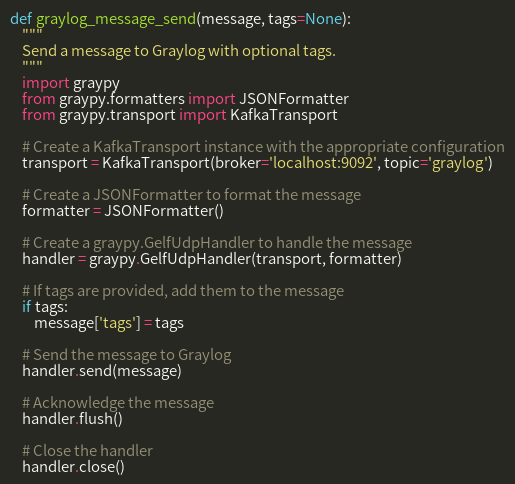 def graylog_message_send(message, tags=None):
"""
Send a message to Graylog with optional tags.
"""
import graypy
from graypy.formatters import JSONFormatter
from graypy.transport import KafkaTransport
# Create a KafkaTransport instance with the appropriate configuration
transport = KafkaTransport(broker='localhost:9092', topic='graylog')
# Create a JSONFormatter to format the message
formatter = JSONFormatter()
# Create a graypy.GelfUdpHandler to handle the message
handler = graypy.GelfUdpHandler(transport, formatter)
# If tags are provided, add them to the message
if tags:
message['tags'] = tags
# Send the message to Graylog
handler.send(message)
# Acknowledge the message
handler.flush()
# Close the handler
handler.close()